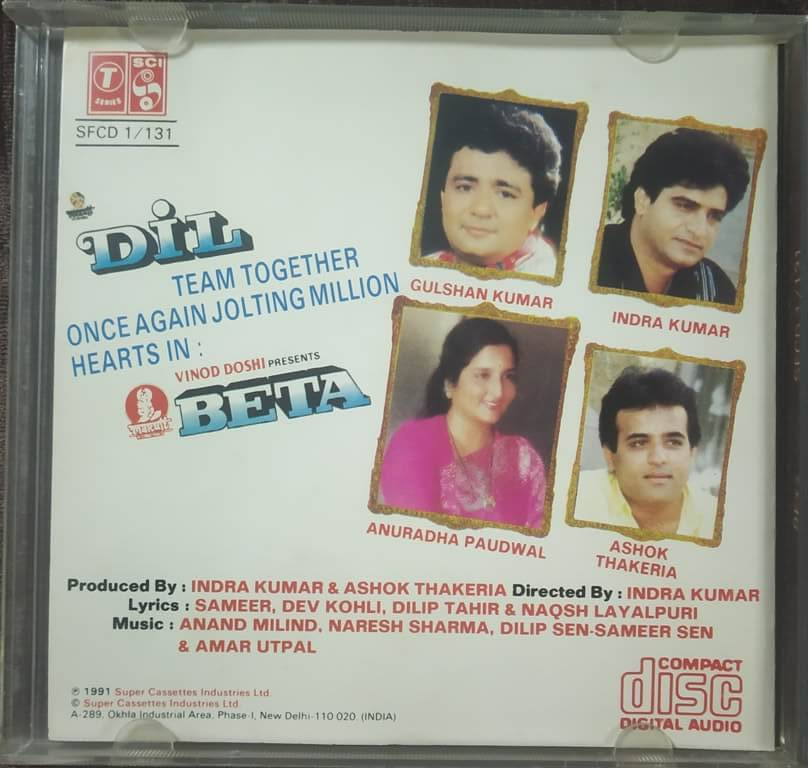 T
SERIES
SCI
SFCD 1/131
DiL
TEAM TOGETHER
ONCE AGAIN JOLTING MILLION
HEARTS IN :
VINOD DOSHI PRESENTS
BETA
GULSHAN KUMAR
INDRA KUMAR
ANURADHA PAUDWAL
ASHOK
THAKERIA
Produced By : INDRA KUMAR & ASHOK THAKERIA Directed By : INDRA KUMAR
Lyrics : SAMEER, DEV KOHLI, DILIP TAHIR & NAQSH LAYALPURI
Music : ANAND MILIND, NARESH SHARMA, DILIP SEN-SAMEER SEN
& AMAR UTPAL
℗ 1991 Super Cassettes Industries Ltd.
© Super Cassettes Industries Ltd.
A-289, Okhla Industrial Area, Phase-I, New Delhi-110 020. (INDIA)
COMPACT
disc
DIGITAL AUDIO